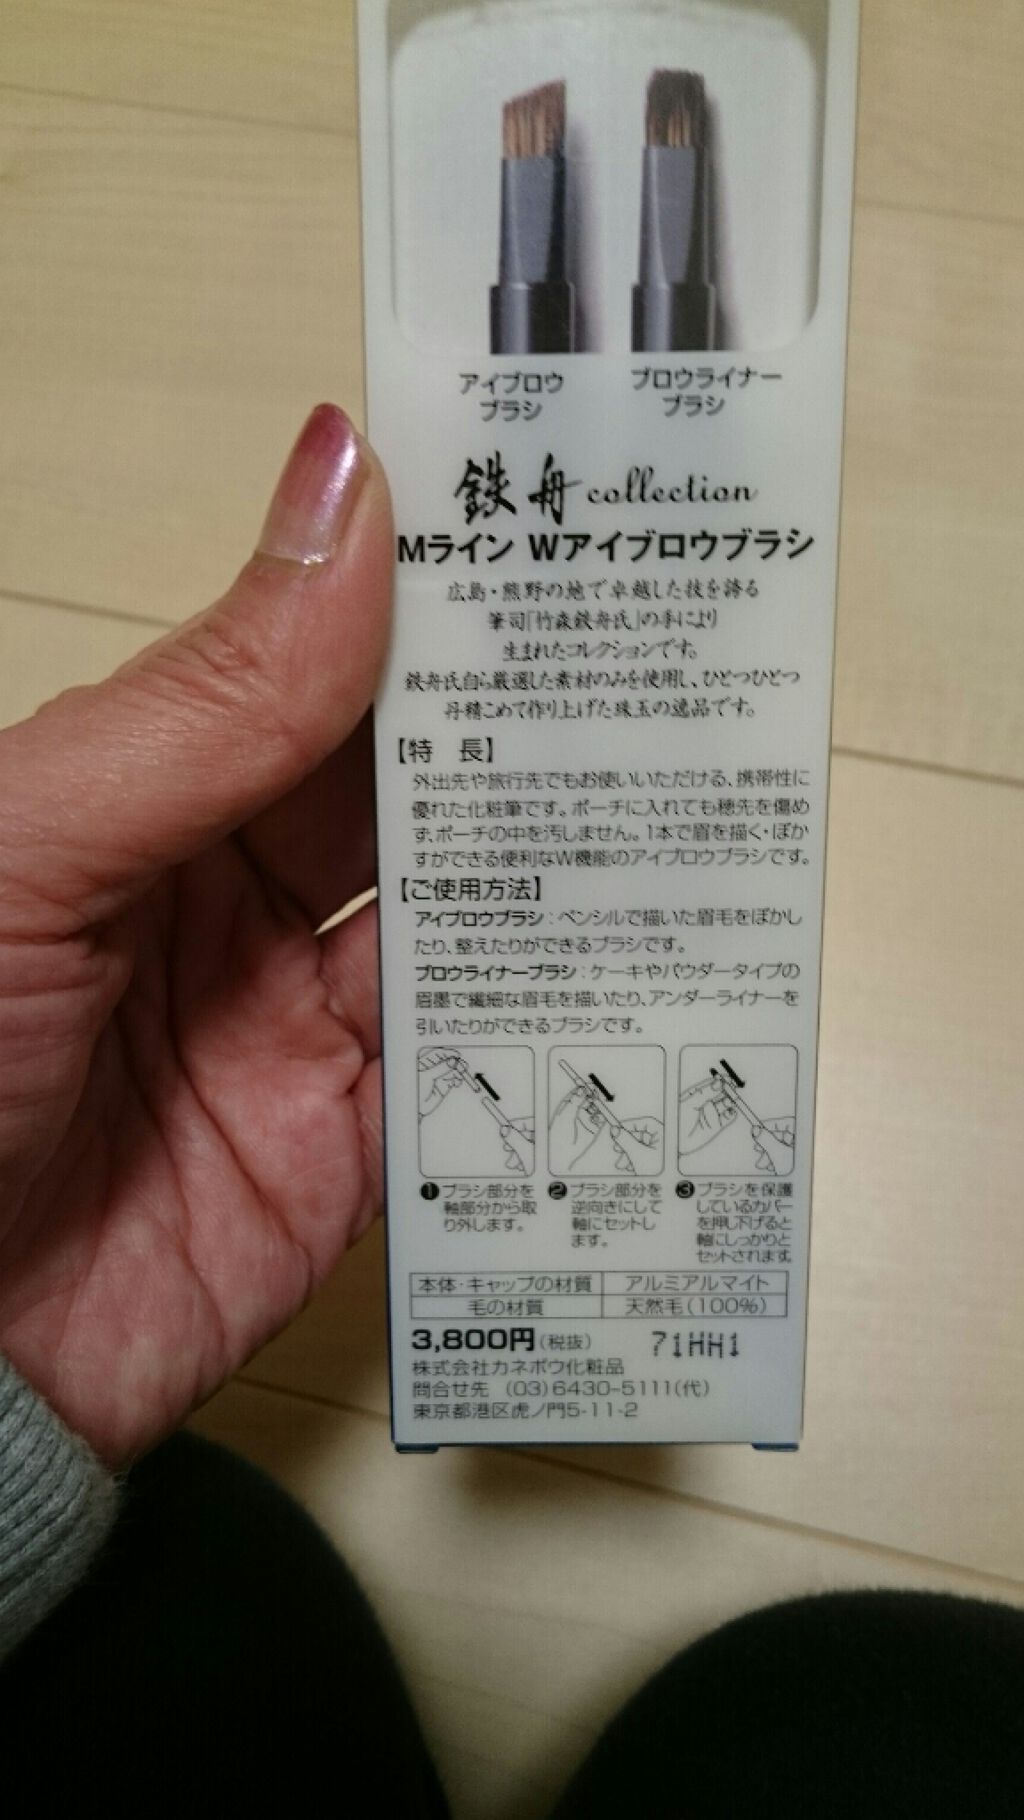 アイブロウ
ブラシ
ブロウライナー
ブラシ
鉄舟collection
Mライン Wアイブロウブラシ
広島・熊野の地で卓越した技を誇る
筆司「竹森鉄舟氏」の手により
生まれたコレクションです。
鉄舟氏自ら厳選した素材のみを使用し、ひとつひとつ
丹精こめて作り上げた珠玉の逸品です。
【特　長】
外出先や旅行先でもお使いいただける、携帯性に
優れた化粧筆です。ポーチに入れても穂先を傷め
ず、ポーチの中を汚しません。1本で眉を描く・ぼか
すができる便利なW機能のアイブロウブラシです。
【ご使用方法】
アイブロウブラシ：ペンシルで描いた眉毛をぼかし
たり、整えたりができるブラシです。
ブロウライナーブラシ：ケーキやパウダータイプの
眉墨で繊細な眉毛を描いたり、アンダーライナーを
引いたりができるブラシです。
❶ブラシ部分を
軸部分から取
り外します。
❷ブラシ部分を
逆向きにして
軸にセットし
ます。
❸ブラシを保護
しているカバー
を押し下げると
軸にしっかりと
セットされます。
本体・キャップの材質 アルミアルマイト
毛の材質 天然毛(100%)
3,800円(税抜) 71HH1
株式会社カネボウ化粧品
問合せ先 (03)6430-5111(代)
東京都港区虎ノ門5-11-2